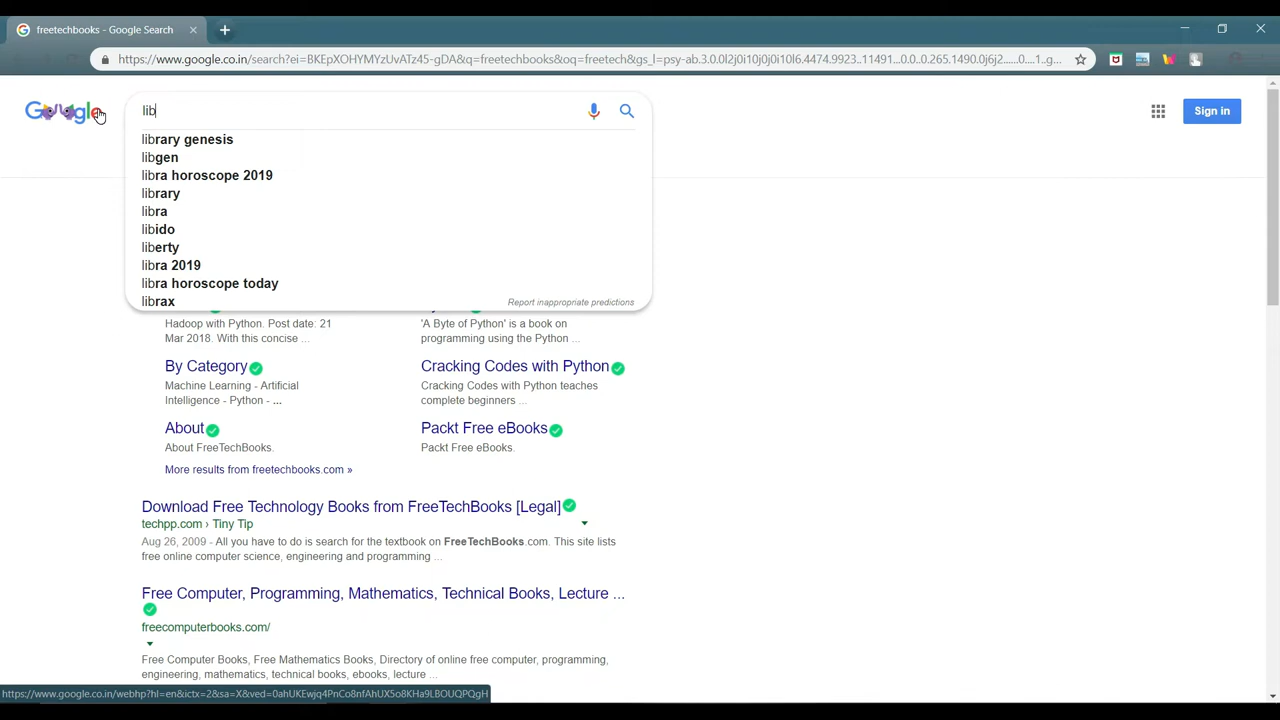 freetechbooks - Google Search
https://www.google.co.in/search?ei=BKEpXOHYMYzUvATz45-gDA&q=freetechbooks&oq=freetech&gs_l=psy-ab.3.0.0l2j0i10j0j0i10l6.4474.9923..11491...0.0..0.265.1490.0j6j2......0....1..g...
Google
lib
Sign in
library genesis
libgen
libra horoscope 2019
library
libra
libido
liberty
libra 2019
libra horoscope today
librax
Report inappropriate predictions
Hadoop with Python. Post date: 21
Mar 2018. With this concise ...
'A Byte of Python' is a book on
programming using the Python ...
By Category
Machine Learning - Artificial
Intelligence - Python - ...
Cracking Codes with Python
Cracking Codes with Python teaches
complete beginners ...
About
About FreeTechBooks.
Packt Free eBooks
Packt Free eBooks.
More results from freetechbooks.com »
Download Free Technology Books from FreeTechBooks [Legal]
techpp.com › Tiny Tip
Aug 26, 2009 - All you have to do is search for the textbook on FreeTechBooks.com. This site lists
free online computer science, engineering and programming ...
Free Computer, Programming, Mathematics, Technical Books, Lecture ...
freecomputerbooks.com/
Free Computer Books, Free Mathematics Books, Directory of online free computer, programming,
engineering, mathematics, technical books, ebooks, lecture ...
https://www.google.co.in/webhp?hl=en&ictx=2&sa=X&ved=0ahUKEwjq4PnCo8nfAhUX5o8KHa9LBOUQPQgH